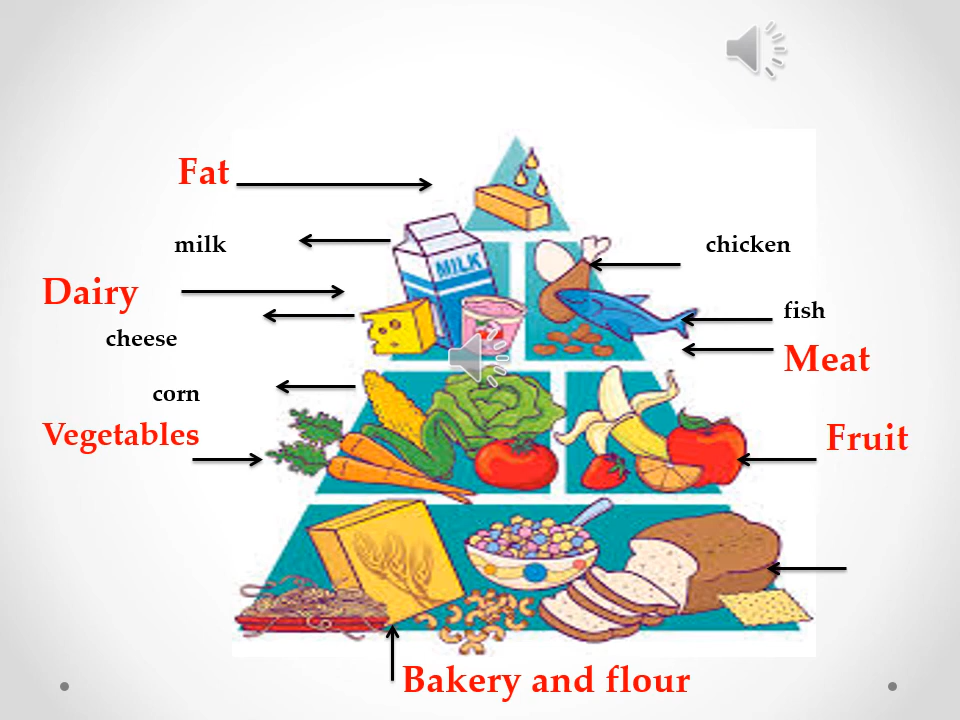 Fat
milk
chicken
MILK
Dairy
fish
cheese
Meat
corn
Vegetables
Fruit
Bakery and flour